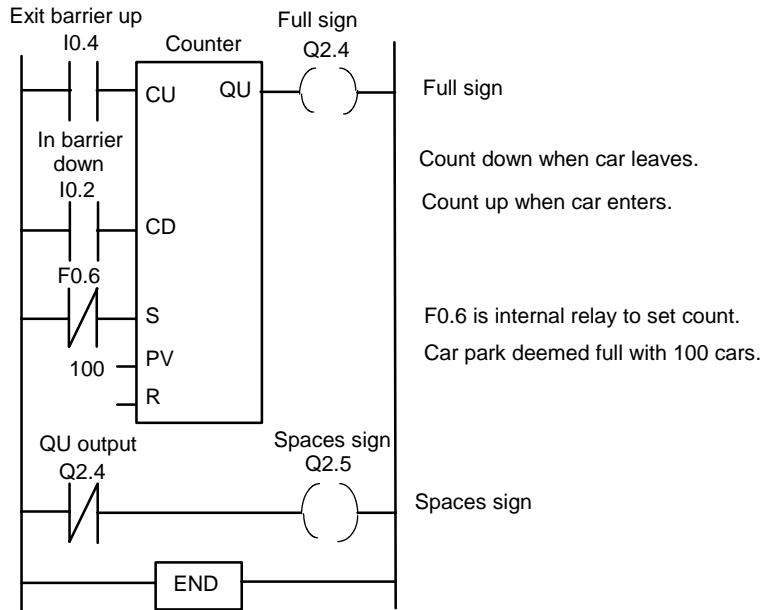 Exit barrier up
I0.4
Counter
Full sign
Q2.4
CU
QU
Full sign
In barrier
down
I0.2
Count down when car leaves.
Count up when car enters.
CD
F0.6
S
F0.6 is internal relay to set count.
100
PV
Car park deemed full with 100 cars.
R
QU output
Q2.4
Spaces sign
Q2.5
Spaces sign
END